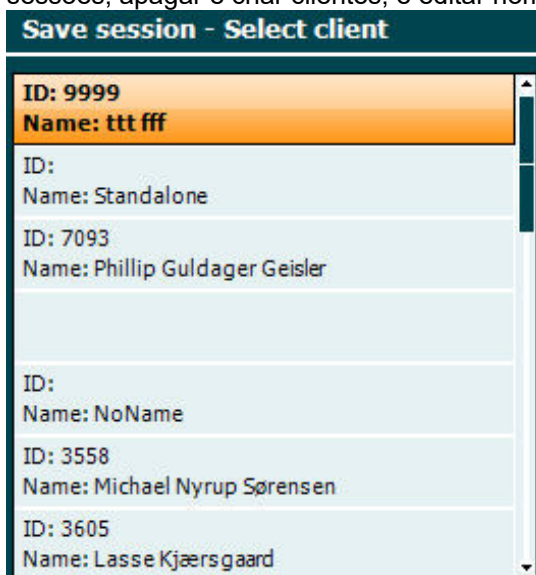 sessões, apagar e criar clientes, e editar
Save session - Select client
ID: 9999
Name: ttt fff
ID:
Name: Standalone
ID: 7093
Name: Phillip Guldager Geisler
ID:
Name: NoName
ID: 3558
Name: Michael Nyrup Sørensen
ID: 3605
Name: Lasse Kjærsgaard